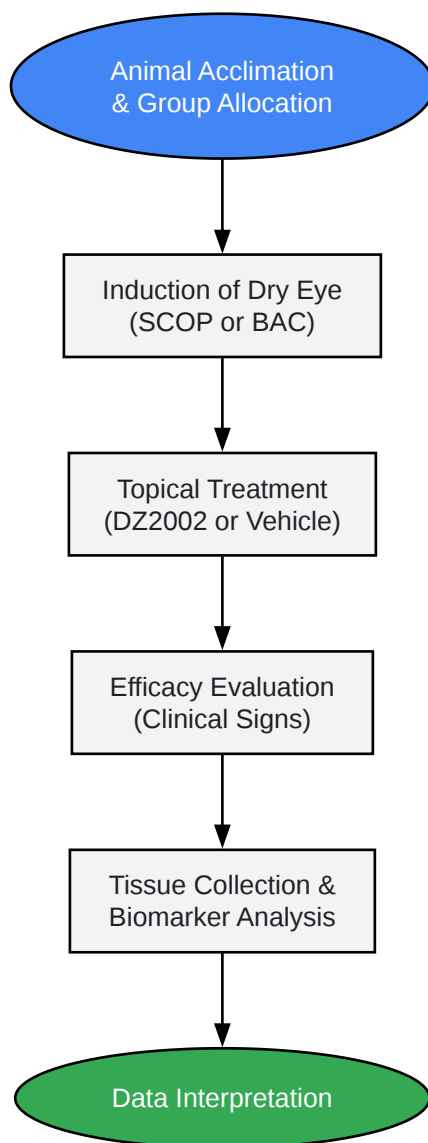 Animal Acclimation
& Group Allocation
Induction of Dry Eye
(SCOP or BAC)
Topical Treatment
(DZ2002 or Vehicle)
Efficacy Evaluation
(Clinical Signs)
Tissue Collection &
Biomarker Analysis
Data Interpretation